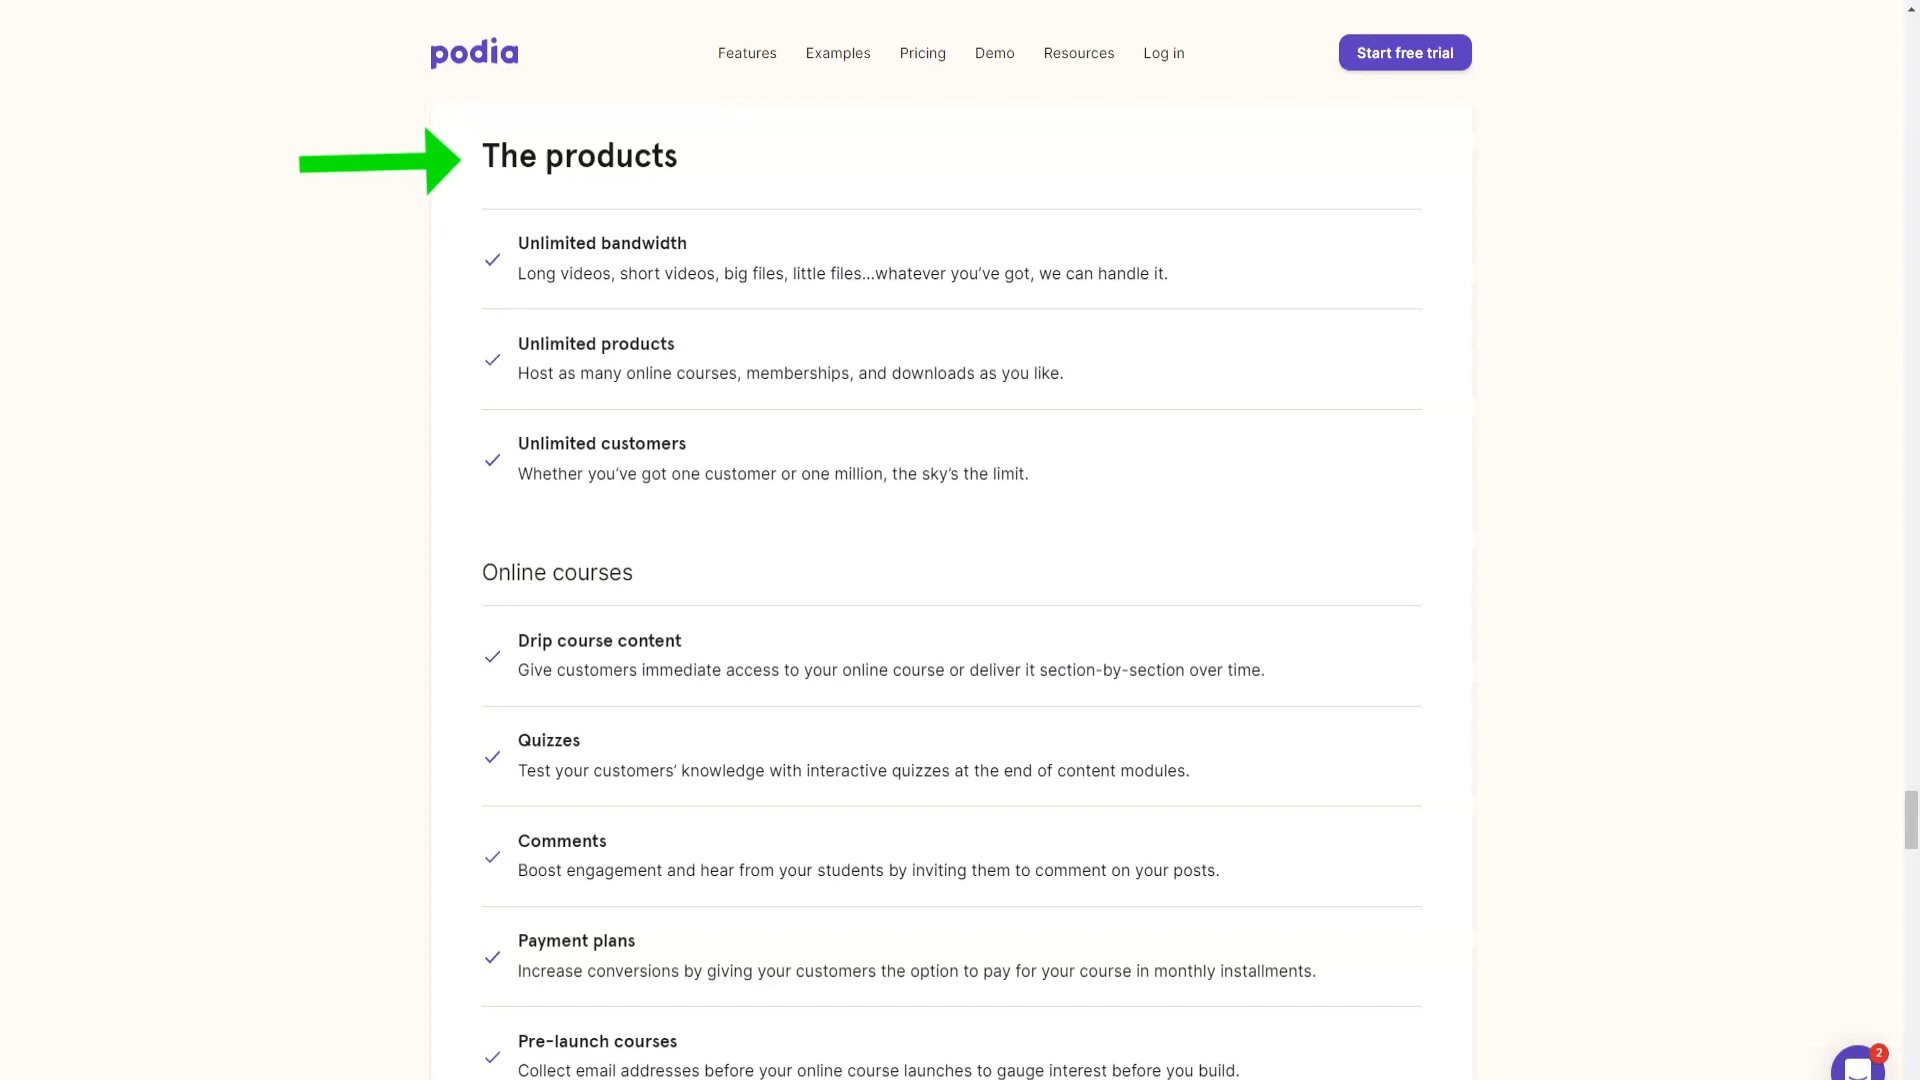 podia
Features Examples Pricing Demo Resources Log in
Start free trial
The products
Unlimited bandwidth
Long videos, short videos, big files, little files...whatever you’ve got, we can handle it.
Unlimited products
Host as many online courses, memberships, and downloads as you like.
Unlimited customers
Whether you’ve got one customer or one million, the sky’s the limit.
Online courses
Drip course content
Give customers immediate access to your online course or deliver it section-by-section over time.
Quizzes
Test your customers’ knowledge with interactive quizzes at the end of content modules.
Comments
Boost engagement and hear from your students by inviting them to comment on your posts.
Payment plans
Increase conversions by giving your customers the option to pay for your course in monthly installments.
Pre-launch courses
Collect email addresses before your online course launches to gauge interest before you build.
2